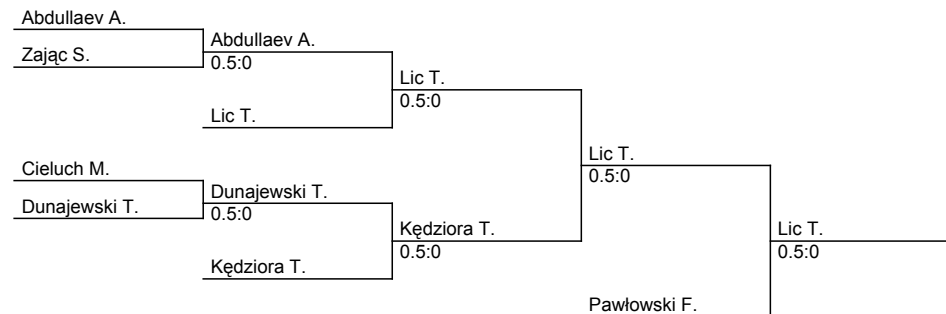 Abdullaev A.
Zając S.
Abdullaev A.
0.5:0
Lic T.
Lic T.
0.5:0
Cieluch M.
Dunajewski T.
Dunajewski T.
0.5:0
Kędziora T.
Kędziora T.
0.5:0
Lic T.
0.5:0
Pawłowski F.
Lic T.
0.5:0